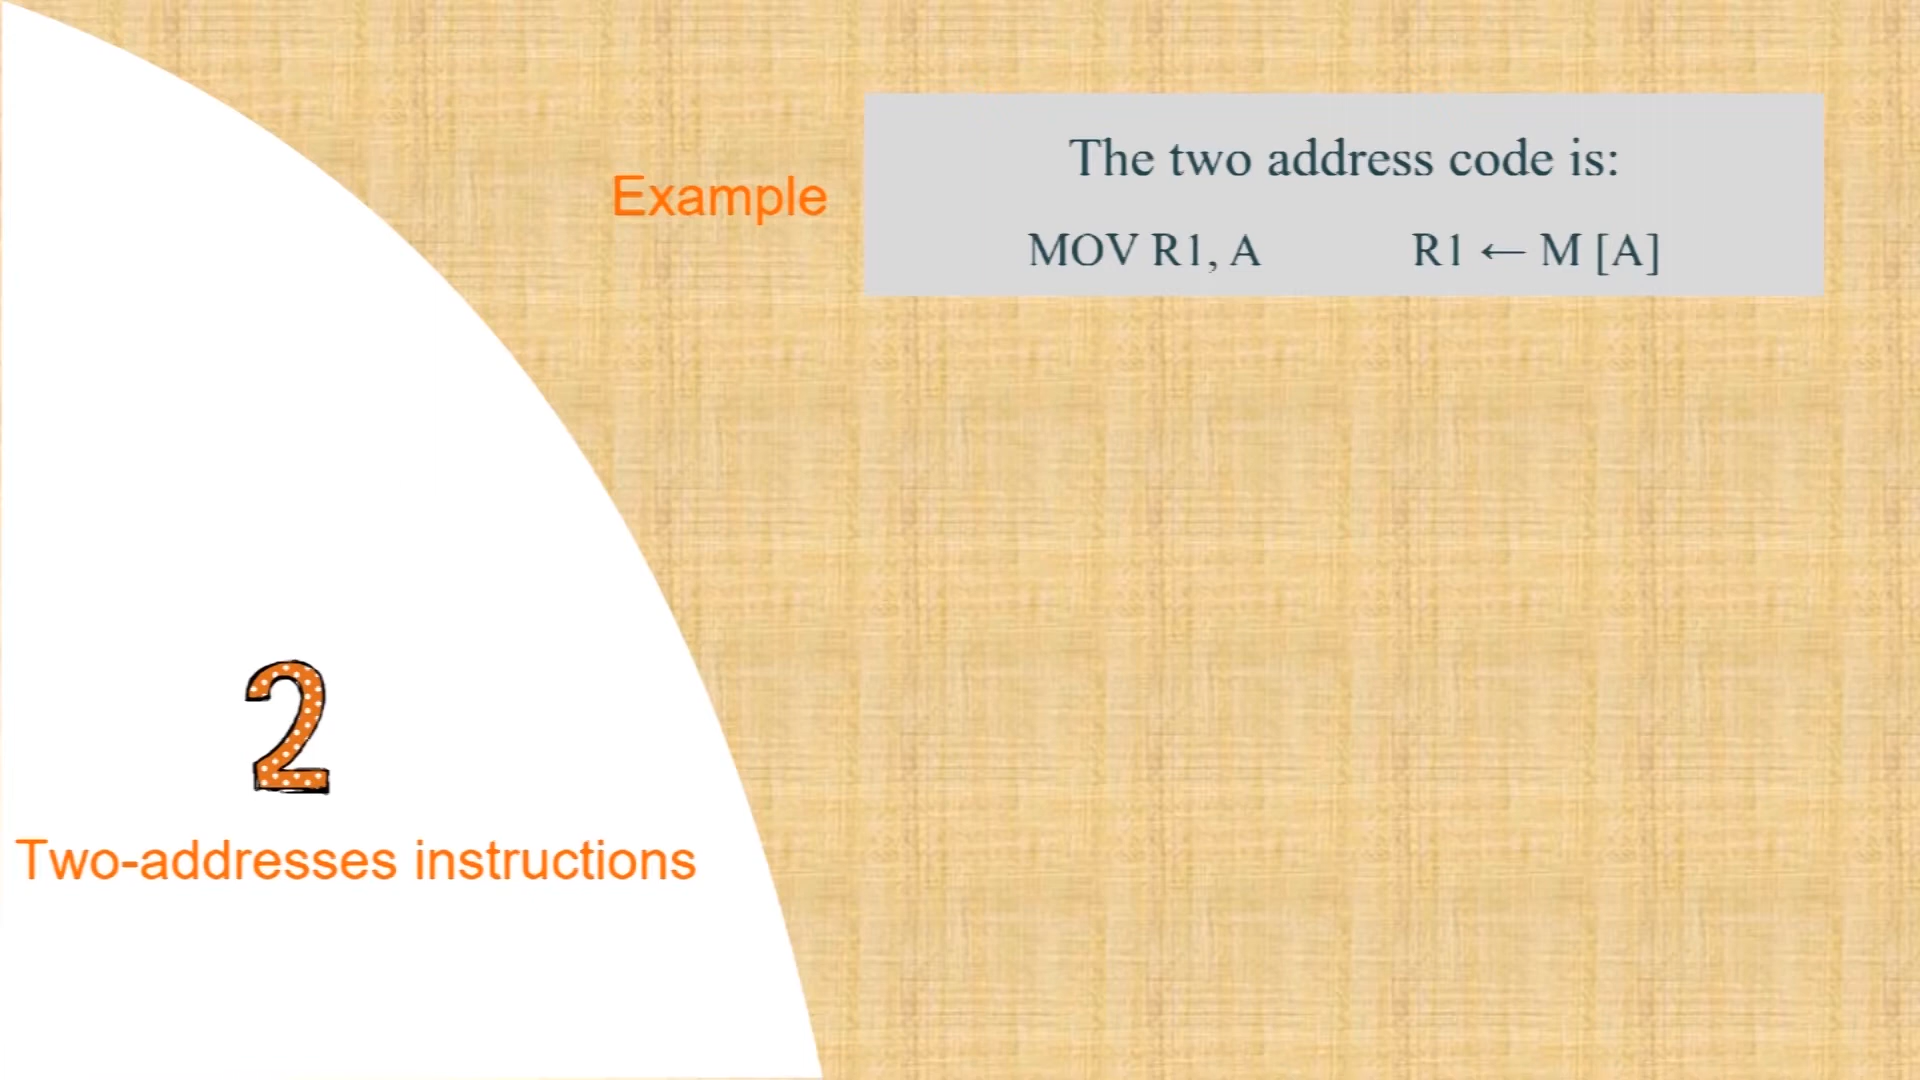 Example
The two address code is:
MOV R1, A R1 ← M [A]
2
Two-addresses instructions